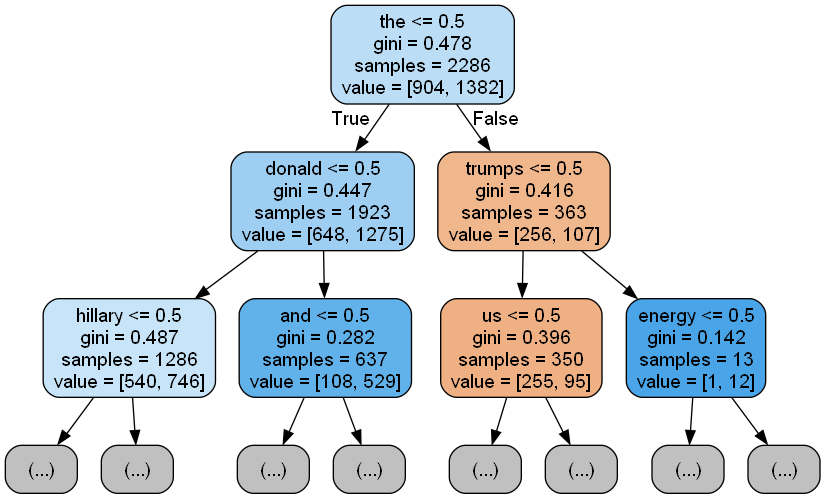 the <= 0.5
gini = 0.478
samples = 2286
value = [904, 1382]
True
False
donald <= 0.5
gini = 0.447
samples = 1923
value = [648, 1275]
trumps <= 0.5
gini = 0.416
samples = 363
value = [256, 107]
hillary <= 0.5
gini = 0.487
samples = 1286
value = [540, 746]
and <= 0.5
gini = 0.282
samples = 637
value = [108, 529]
us <= 0.5
gini = 0.396
samples = 350
value = [255, 95]
energy <= 0.5
gini = 0.142
samples = 13
value = [1, 12]
(...)
(...)
(...)
(...)
(...)
(...)
(...)
(...)